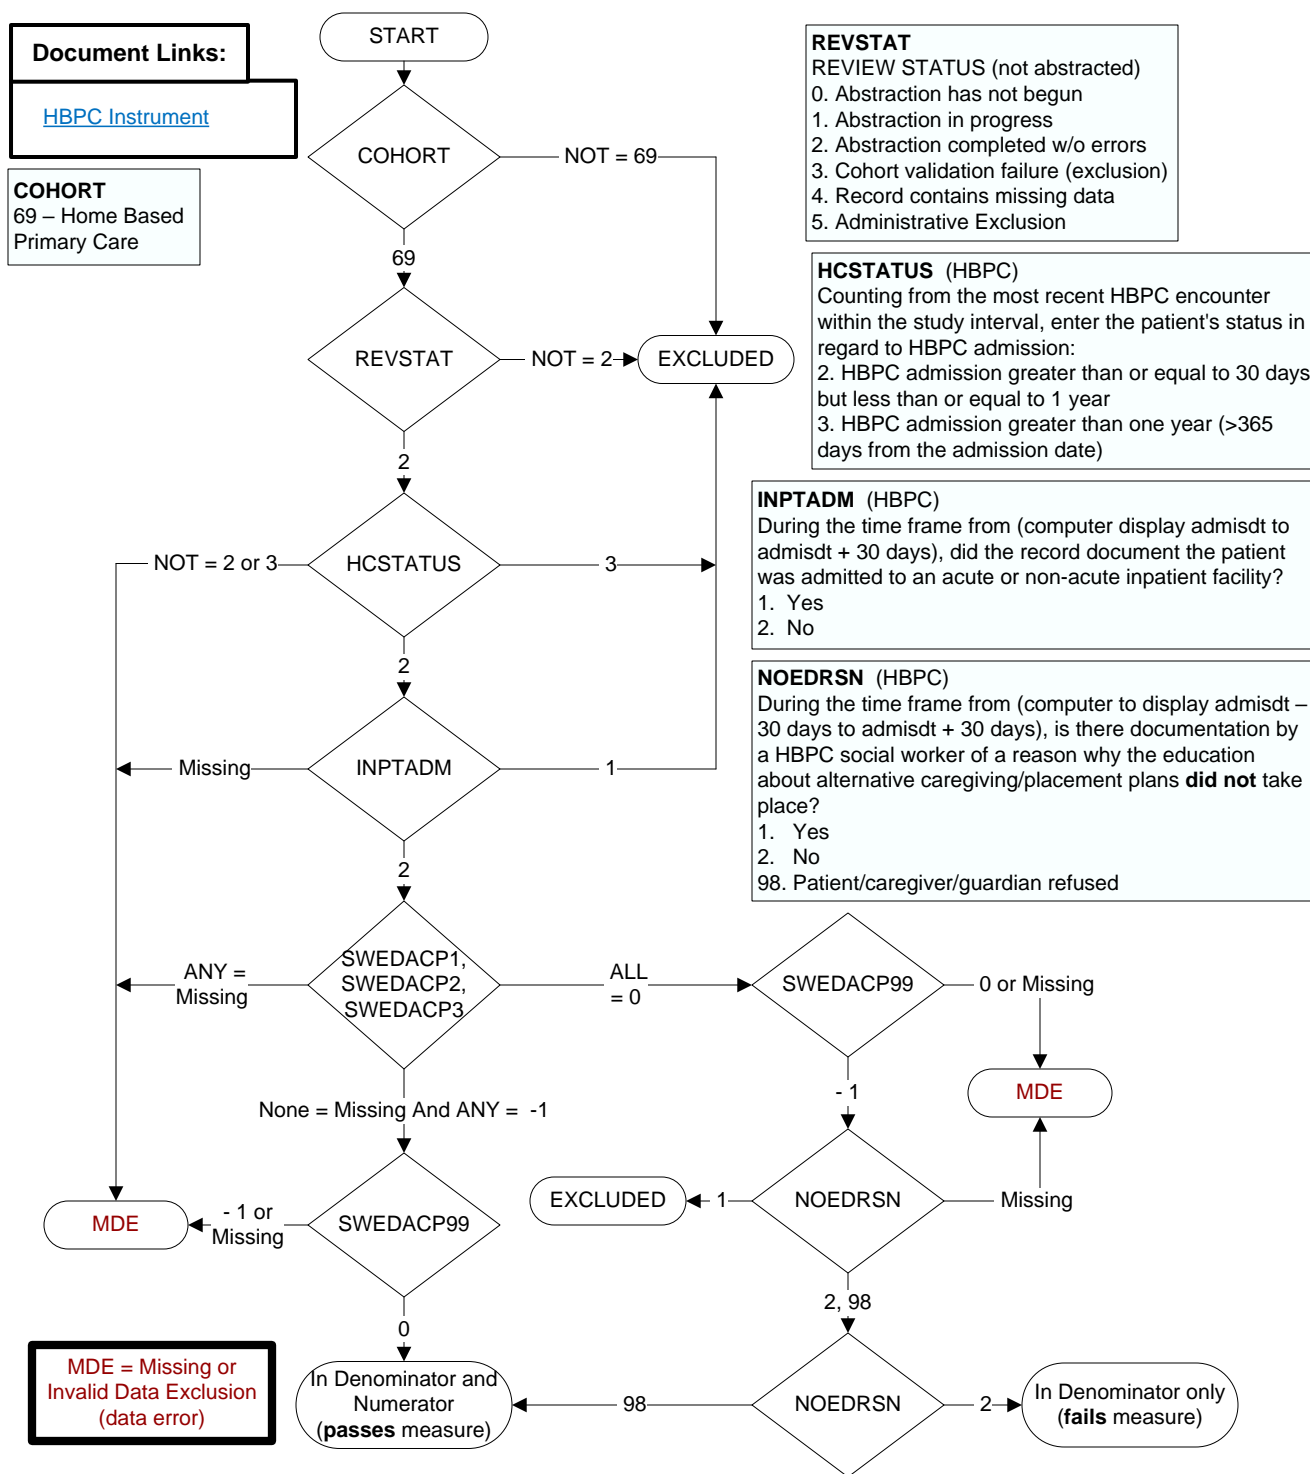 Document Links:
HBPC Instrument
COHORT
69 – Home Based
Primary Care
START
COHORT
NOT = 69
69
REVSTAT
NOT = 2
EXCLUDED
2
HCSTATUS
NOT = 2 or 3
3
2
INPTADM
Missing
1
2
SWEDACP1,
SWEDACP2,
SWEDACP3
ANY =
Missing
ALL
= 0
SWEDACP99
0 or Missing
MDE
- 1
None = Missing And ANY = -1
SWEDACP99
- 1 or
Missing
MDE
0
NOEDRSN
EXCLUDED
1
Missing
2, 98
NOEDRSN
98
2
In Denominator and
Numerator
(passes measure)
In Denominator only
(fails measure)
MDE = Missing or
Invalid Data Exclusion
(data error)
REVSTAT
REVIEW STATUS (not abstracted)
0. Abstraction has not begun
1. Abstraction in progress
2. Abstraction completed w/o errors
3. Cohort validation failure (exclusion)
4. Record contains missing data
5. Administrative Exclusion
HCSTATUS (HBPC)
Counting from the most recent HBPC encounter
within the study interval, enter the patient's status in
regard to HBPC admission:
2. HBPC admission greater than or equal to 30 days
but less than or equal to 1 year
3. HBPC admission greater than one year (>365
days from the admission date)
INPTADM (HBPC)
During the time frame from (computer display admisdt to
admisdt + 30 days), did the record document the patient
was admitted to an acute or non-acute inpatient facility?
1. Yes
2. No
NOEDRSN (HBPC)
During the time frame from (computer to display admisdt –
30 days to admisdt + 30 days), is there documentation by
a HBPC social worker of a reason why the education
about alternative caregiving/placement plans did not take
place?
1. Yes
2. No
98. Patient/caregiver/guardian refused